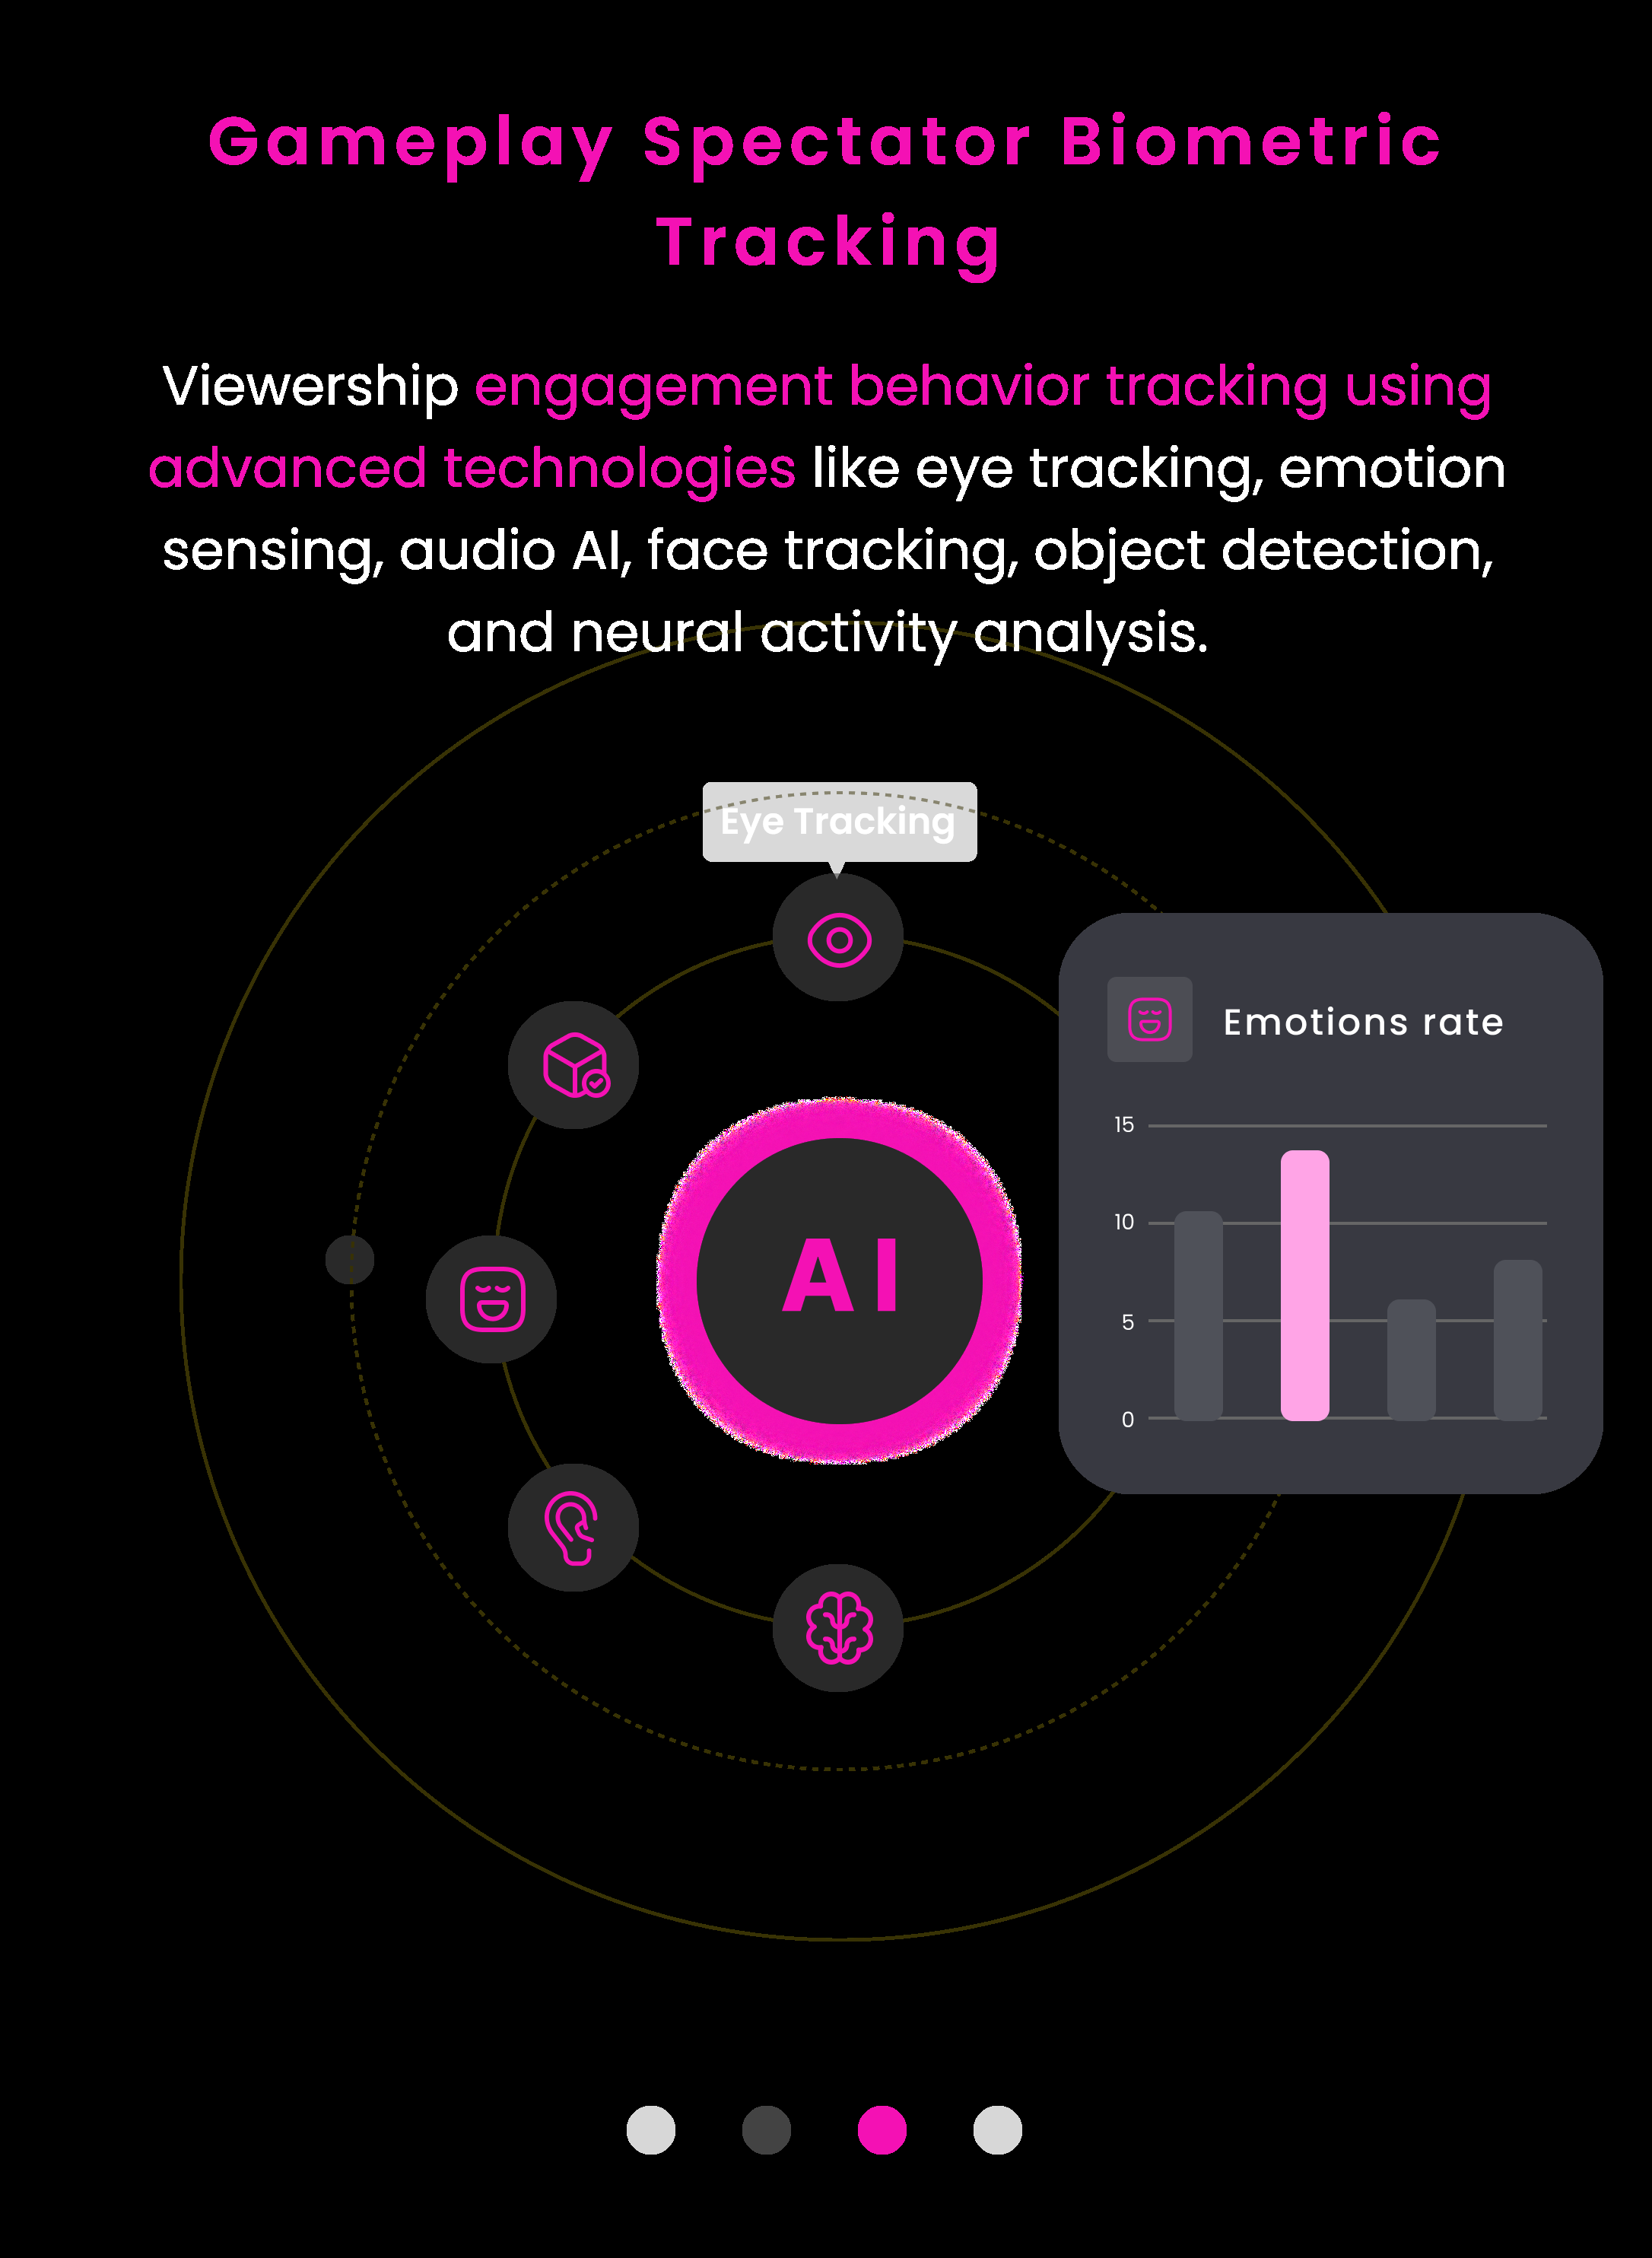 Gameplay Spectator Biometric
Tracking
Viewership engagement behavior tracking using
advanced technologies like eye tracking, emotion
sensing, audio AI, face tracking, object detection,
and neural activity analysis.
Eye Tracking
Emotions rate
15
10
5
0
AI